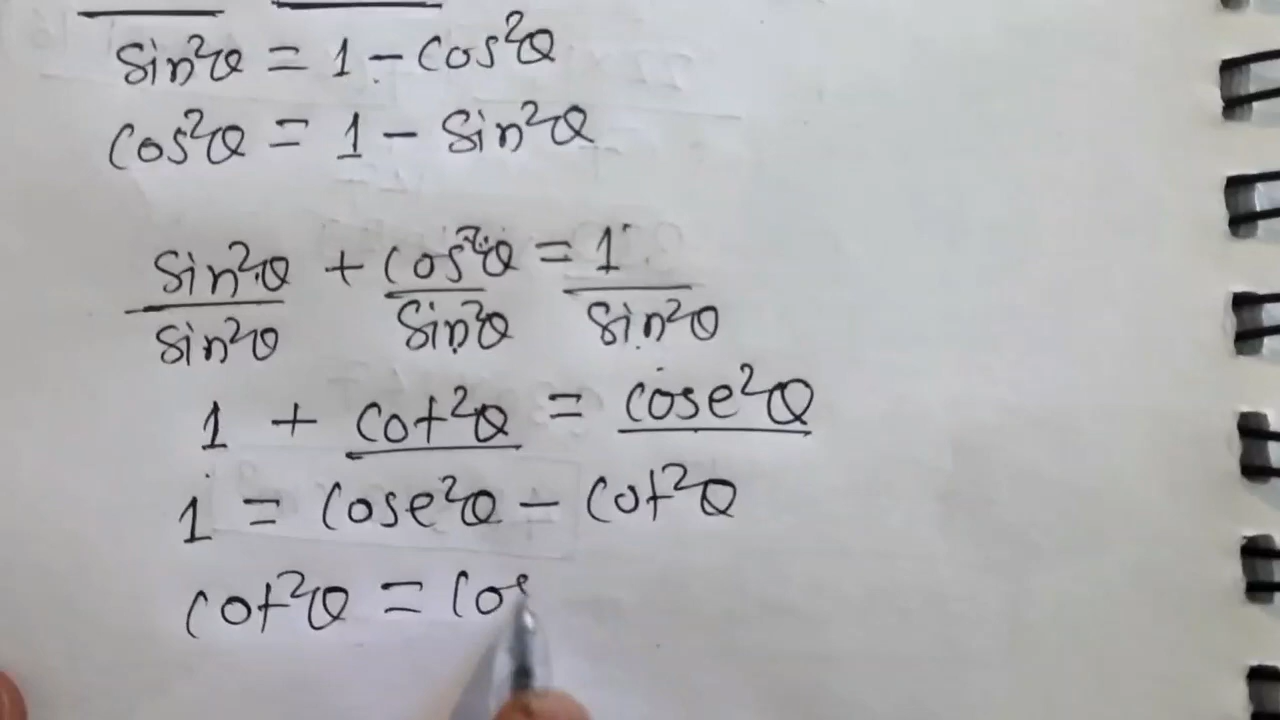 Sin²θ = 1 - Cos²θ
Cos²θ = 1 - Sin²θ
Sin²θ/Sin²θ + Cos²θ/Sin²θ = 1/Sin²θ
1 + Cot²θ = Cose²θ
1 = Cose²θ - Cot²θ
Cot²θ = Cos